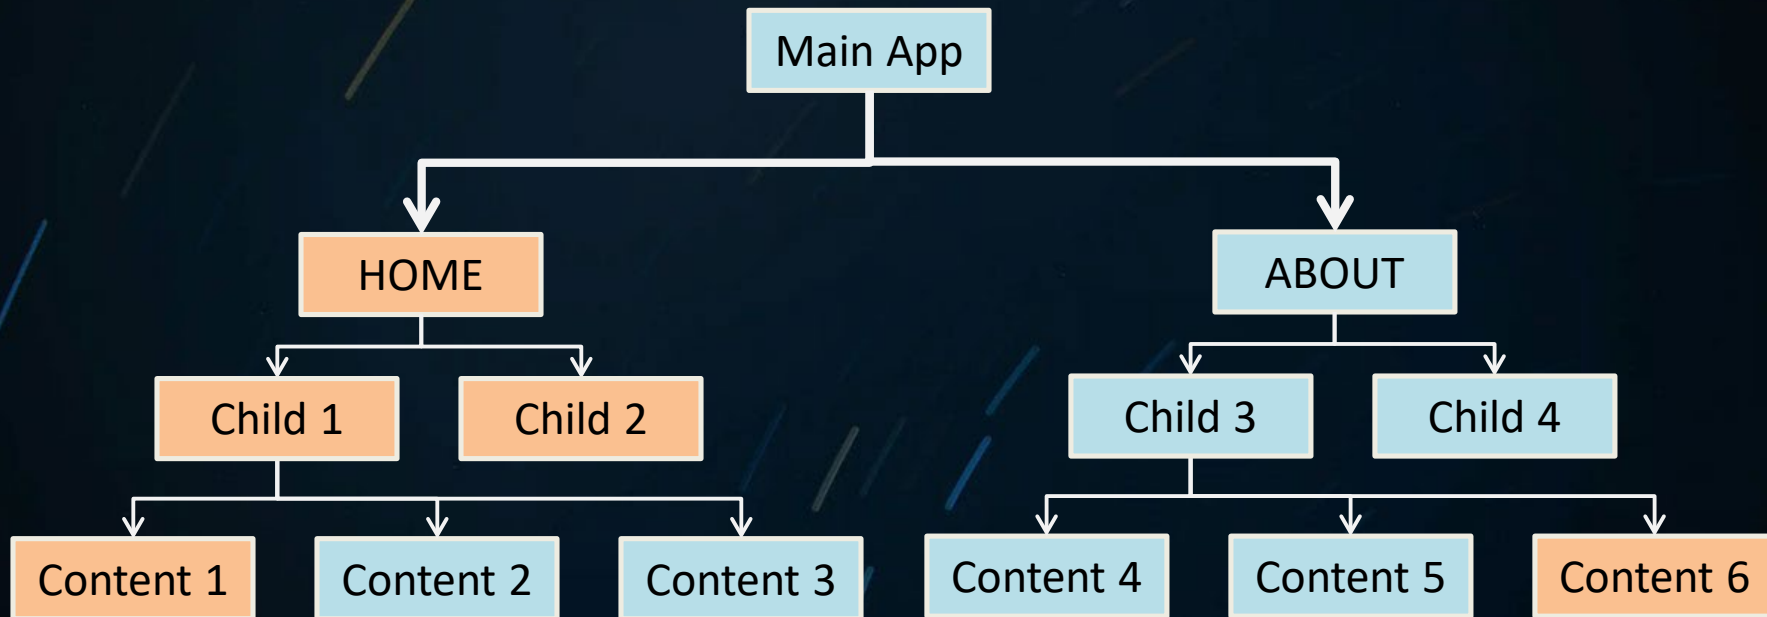 Main App
HOME
ABOUT
Child 1
Child 2
Child 3
Child 4
Content 1
Content 2
Content 3
Content 4
Content 5
Content 6